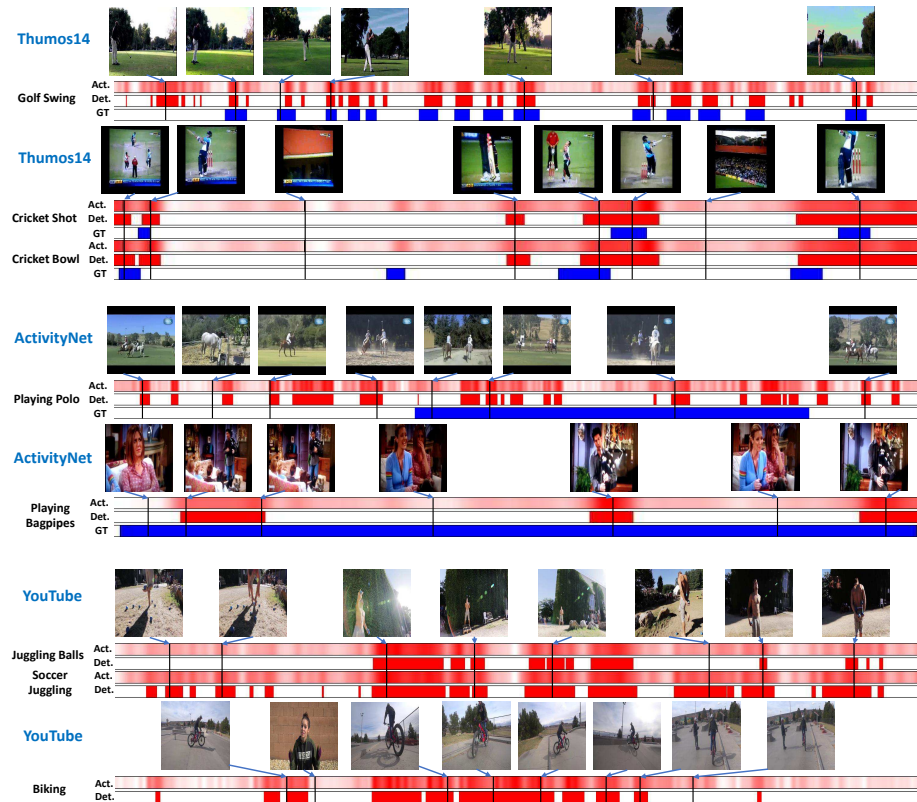 Thumos14
Golf Swing
Act.
Det.
GT
Thumos14
Cricket Shot
Act.
Det.
GT
Cricket Bowl
Act.
Det.
GT
ActivityNet
Playing Polo
Act.
Det.
GT
ActivityNet
Playing
Bagpipes
Act.
Det.
GT
YouTube
Juggling Balls
Act.
Det.
Soccer
Juggling
Act.
Det.
YouTube
Biking
Act.
Det.